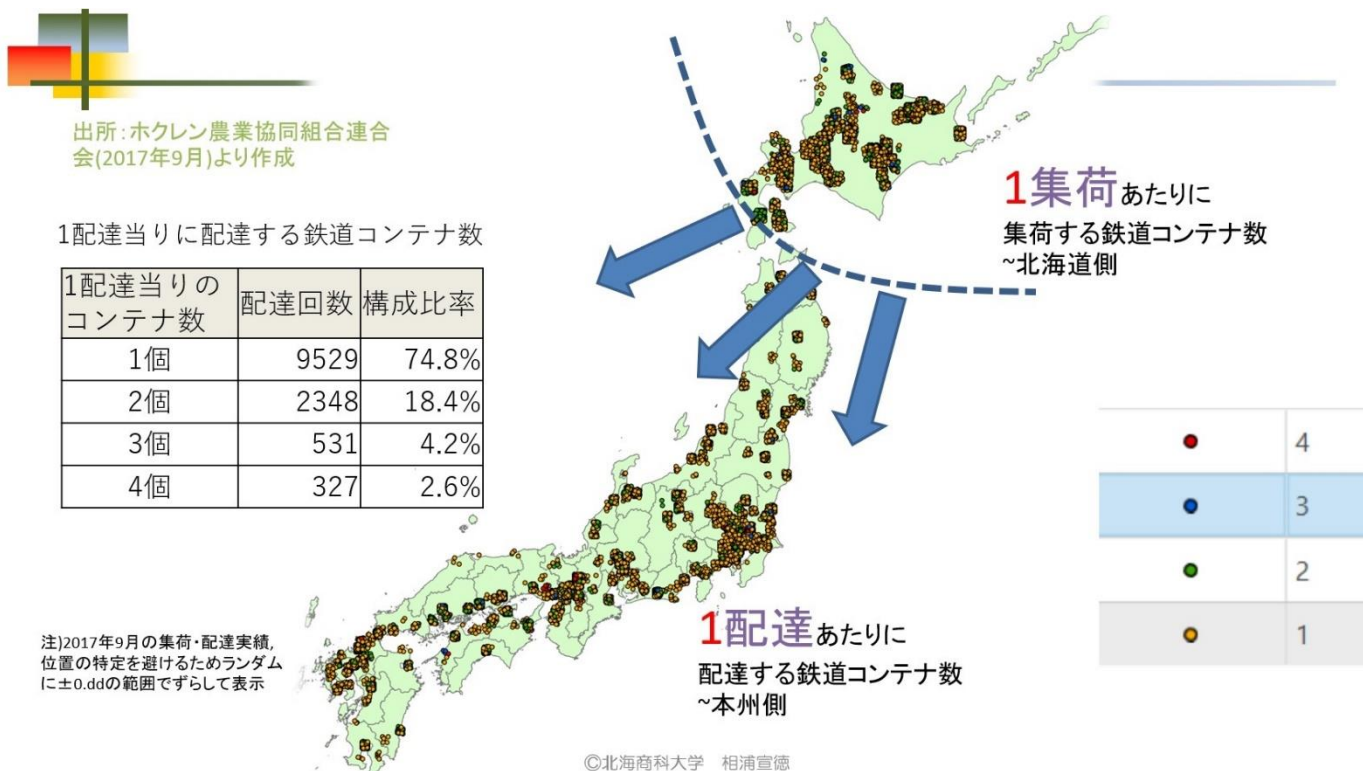 出所:ホクレン農業協同組合連合
会(2017年9月)より作成
1配達当りに配達する鉄道コンテナ数
1配達当りの
コンテナ数
配達回数
構成比率
1個 9529 74.8%
2個 2348 18.4%
3個 531 4.2%
4個 327 2.6%
1集荷あたりに
集荷する鉄道コンテナ数
~北海道側
4
3
2
1
1配達あたりに
配達する鉄道コンテナ数
~本州側
注)2017年9月の集荷・配達実績,
位置の特定を避けるためランダム
に±0.ddの範囲でずらして表示
©北海商科大学 相浦宣徳